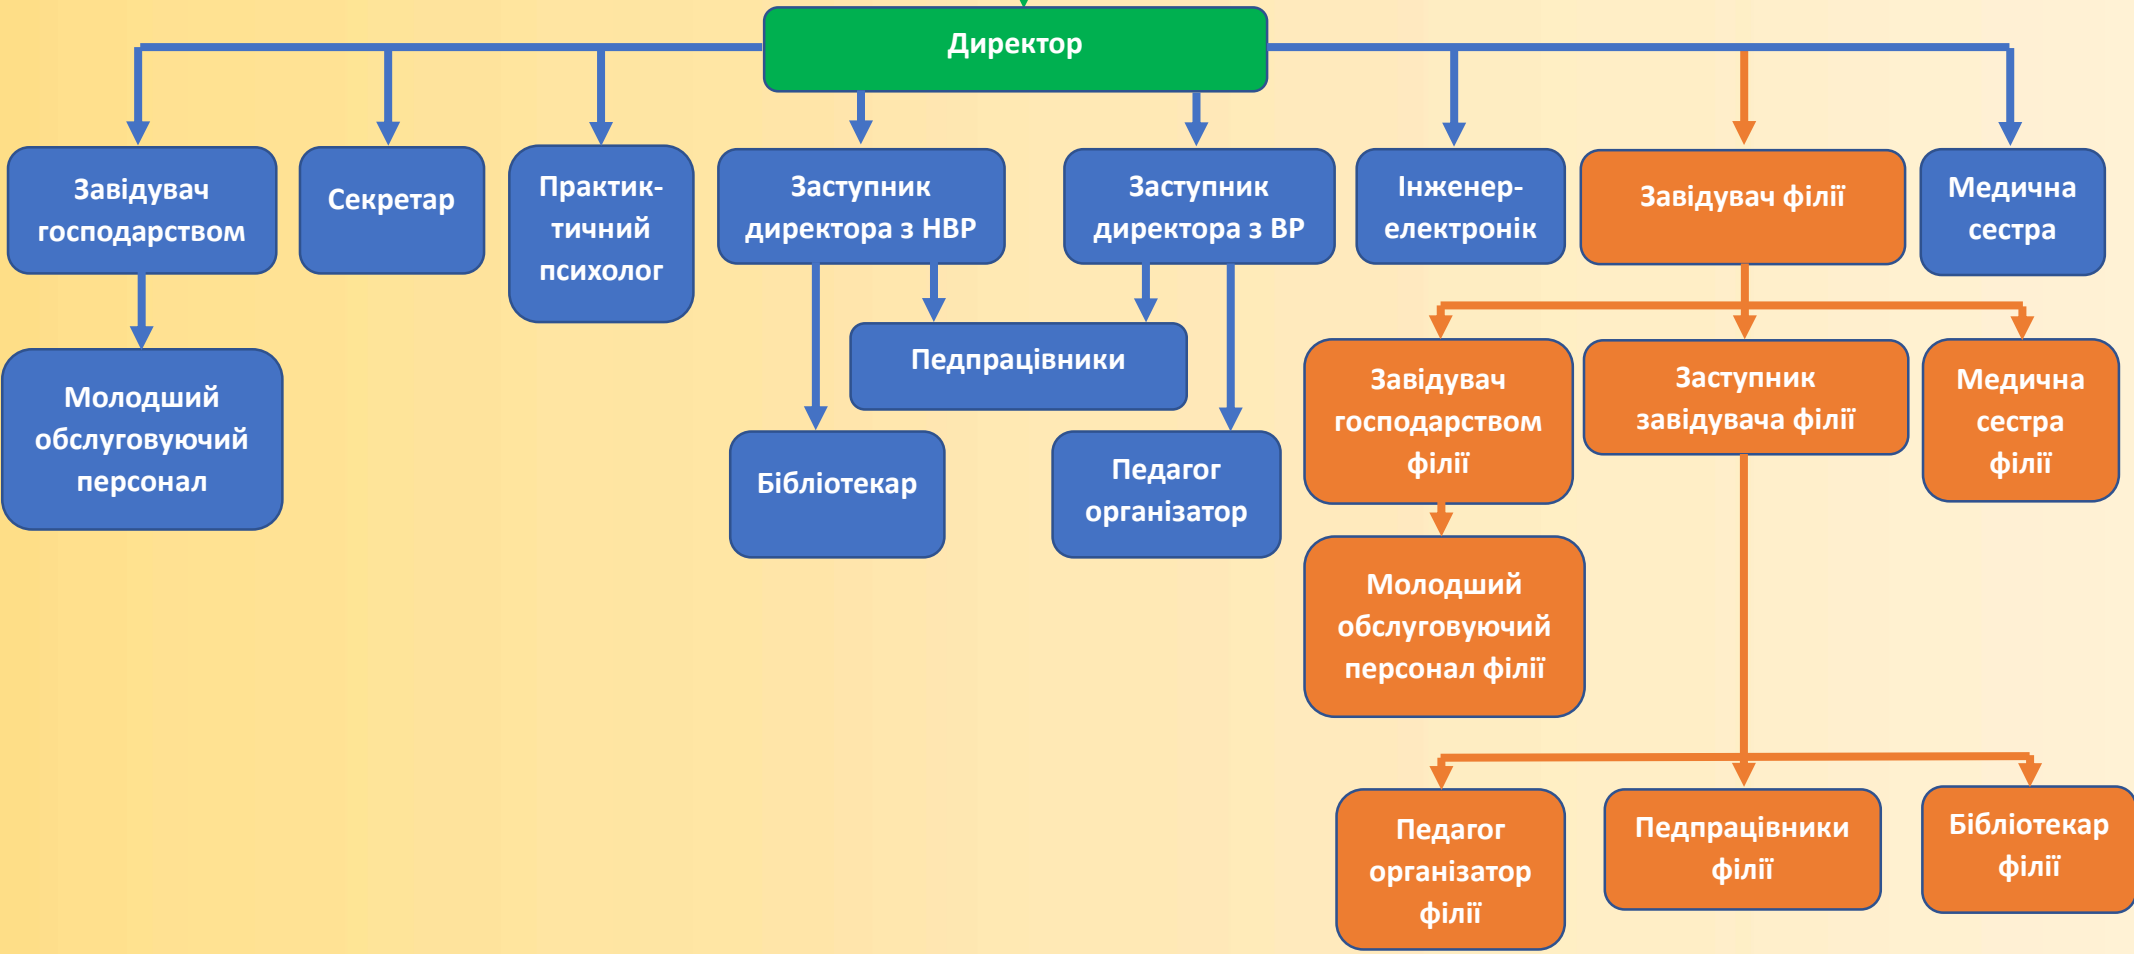 Директор
Завідувач
господарством
Секретар
Практик-
тичний
психолог
Заступник
директора з НВР
Заступник
директора з ВР
Інженер-
електронік
Завідувач філії
Медична
сестра
Педпрацівники
Молодший
обслуговуючий
персонал
Бібліотекар
Педагог
організатор
Завідувач
господарством
філії
Заступник
завідувача філії
Медична
сестра
філії
Молодший
обслуговуючий
персонал філії
Педагог
організатор
філії
Педпрацівники
філії
Бібліотекар
філії